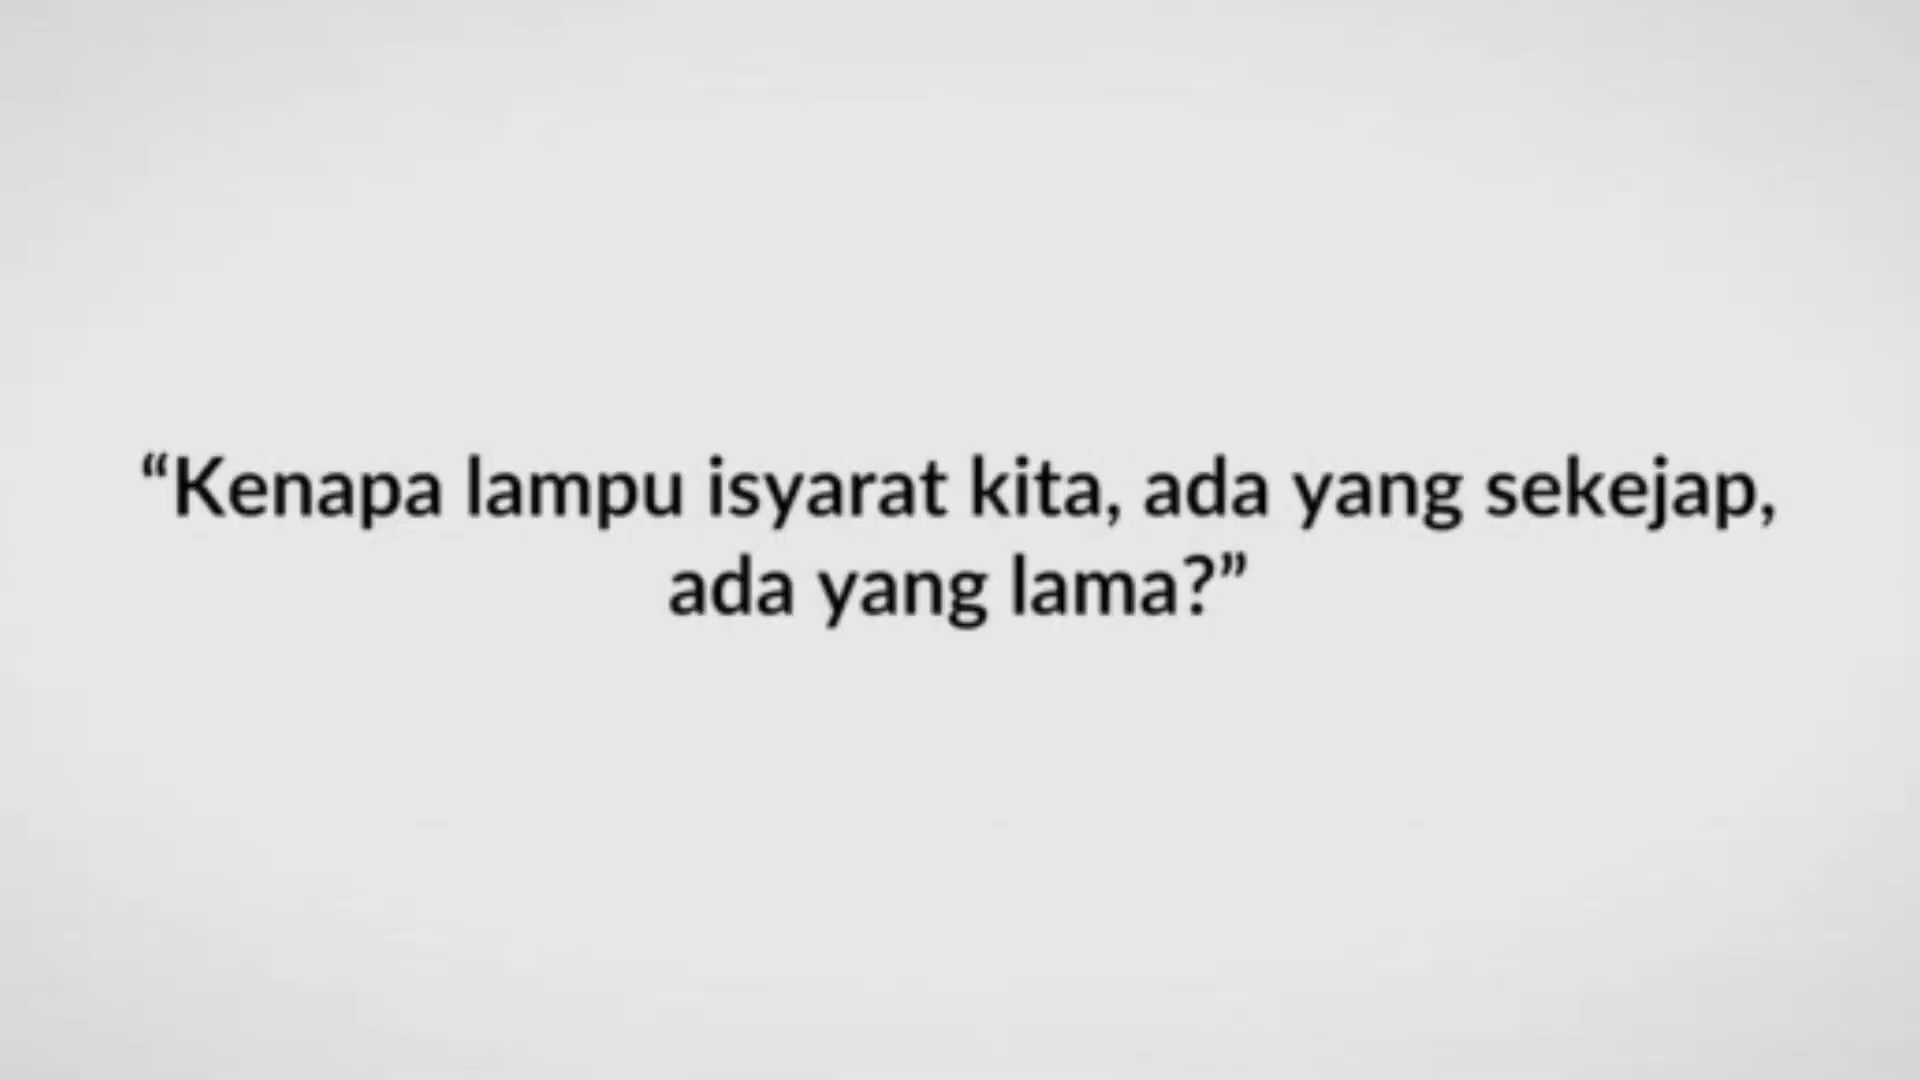 “Kenapa lampu isyarat kita, ada yang sekejap,
ada yang lama?”